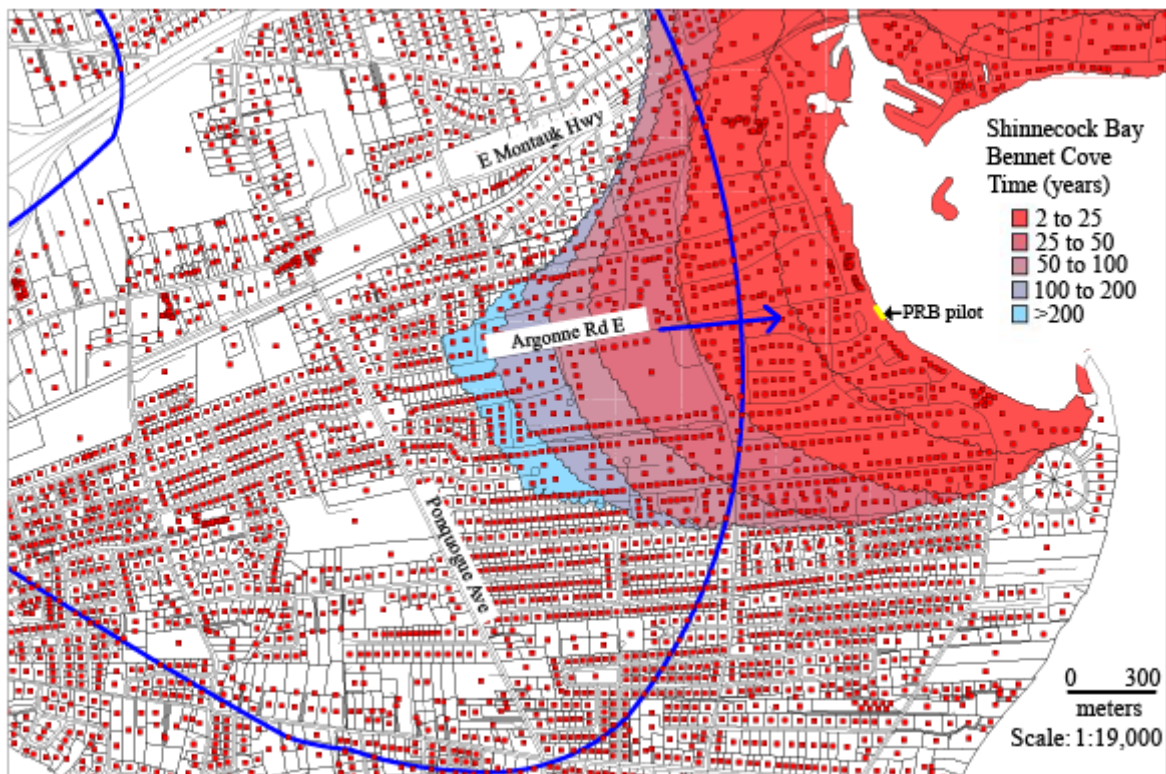 E Montauk Hwy
Shinnecock Bay
Bennet Cove
Time (years)
2 to 25
25 to 50
50 to 100
100 to 200
>200
PRB pilot
Argonne Rd E
Ponquogue Ave
0 300
meters
Scale: 1:19,000